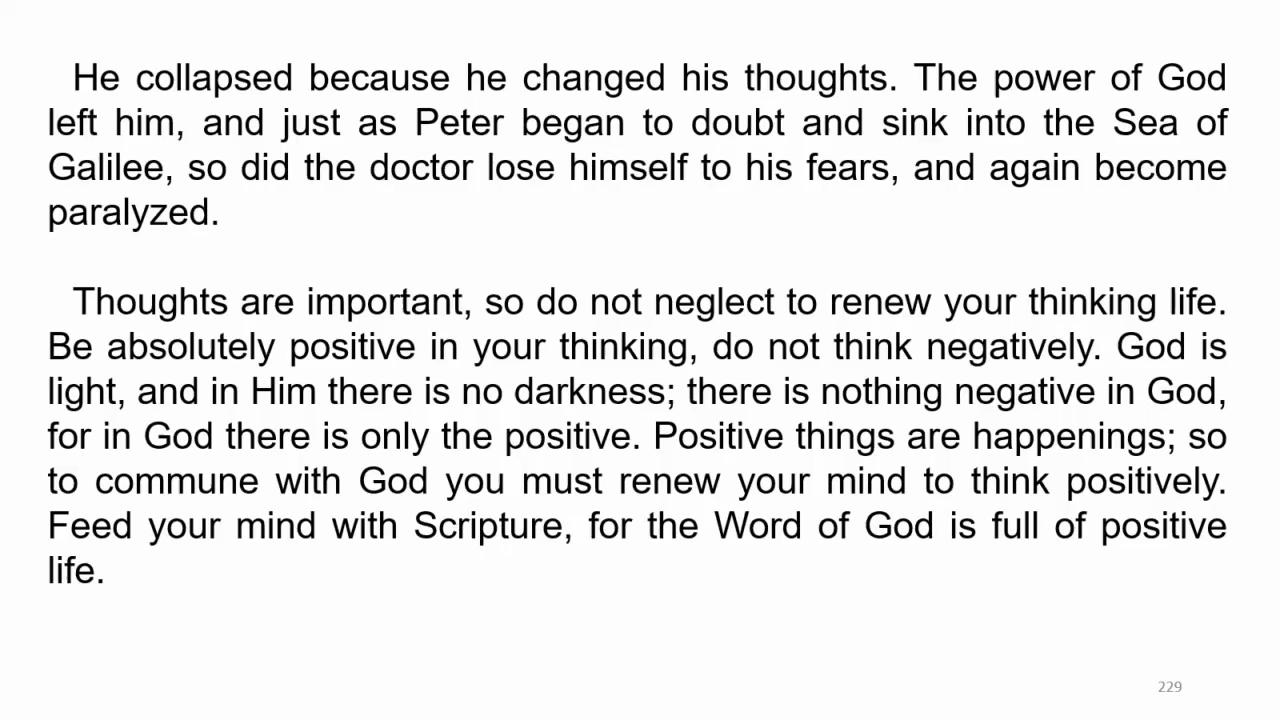 He collapsed because he changed his thoughts. The power of God
left him, and just as Peter began to doubt and sink into the Sea of
Galilee, so did the doctor lose himself to his fears, and again become
paralyzed.
Thoughts are important, so do not neglect to renew your thinking life.
Be absolutely positive in your thinking, do not think negatively. God is
light, and in Him there is no darkness; there is nothing negative in God,
for in God there is only the positive. Positive things are happenings; so
to commune with God you must renew your mind to think positively.
Feed your mind with Scripture, for the Word of God is full of positive
life.
229